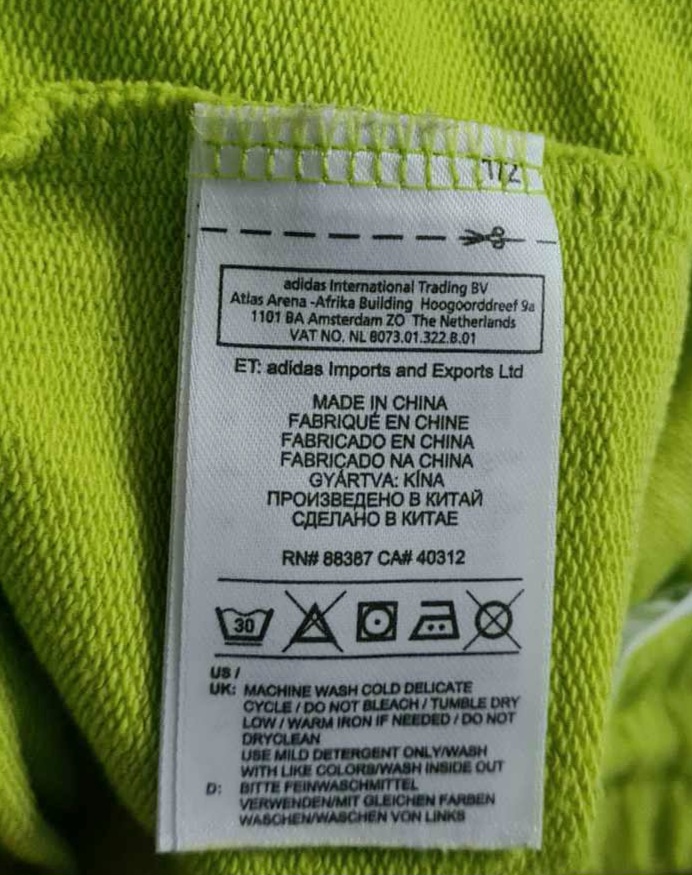 1/2
adidas International Trading BV
Atlas Arena -Afrika Building Hoogoorddreef 9a
1101 BA Amsterdam ZO The Netherlands
VAT NO. NL 8073.01.322.B.01
ET: adidas Imports and Exports Ltd
MADE IN CHINA
FABRIQUÉ EN CHINE
FABRICADO EN CHINA
FABRICADO NA CHINA
GYÁRTVA: KÍNA
ПРОИЗВЕДЕНО В КИТАЙ
СДЕЛАНО В КИТАЕ
RN# 88387 CA# 40312
30
US /
UK: MACHINE WASH COLD DELICATE
CYCLE / DO NOT BLEACH / TUMBLE DRY
LOW / WARM IRON IF NEEDED / DO NOT
DRYCLEAN
USE MILD DETERGENT ONLY/WASH
WITH LIKE COLORS/WASH INSIDE OUT
D: BITTE FEINWASCHMITTEL
VERWENDEN/MIT GLEICHEN FARBEN
WASCHEN/WASCHEN VON LINKS